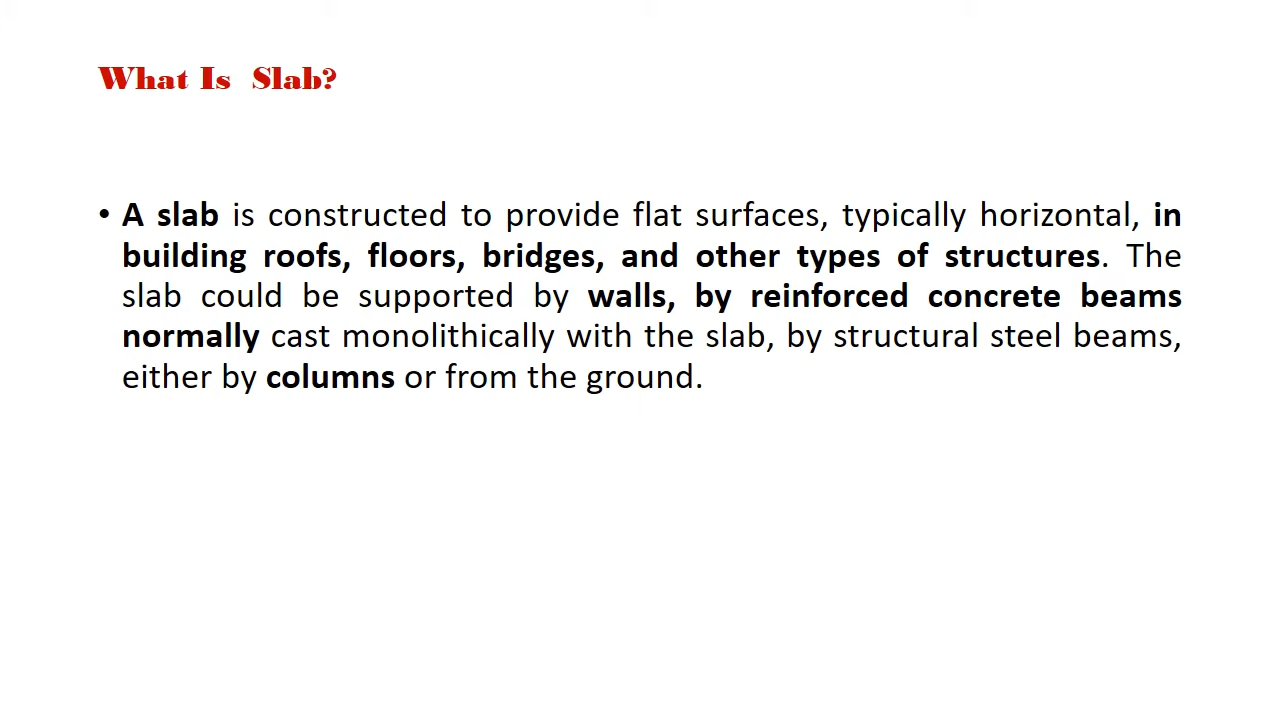 What Is Slab?
• A slab is constructed to provide flat surfaces, typically horizontal, in
building roofs, floors, bridges, and other types of structures. The
slab could be supported by walls, by reinforced concrete beams
normally cast monolithically with the slab, by structural steel beams,
either by columns or from the ground.